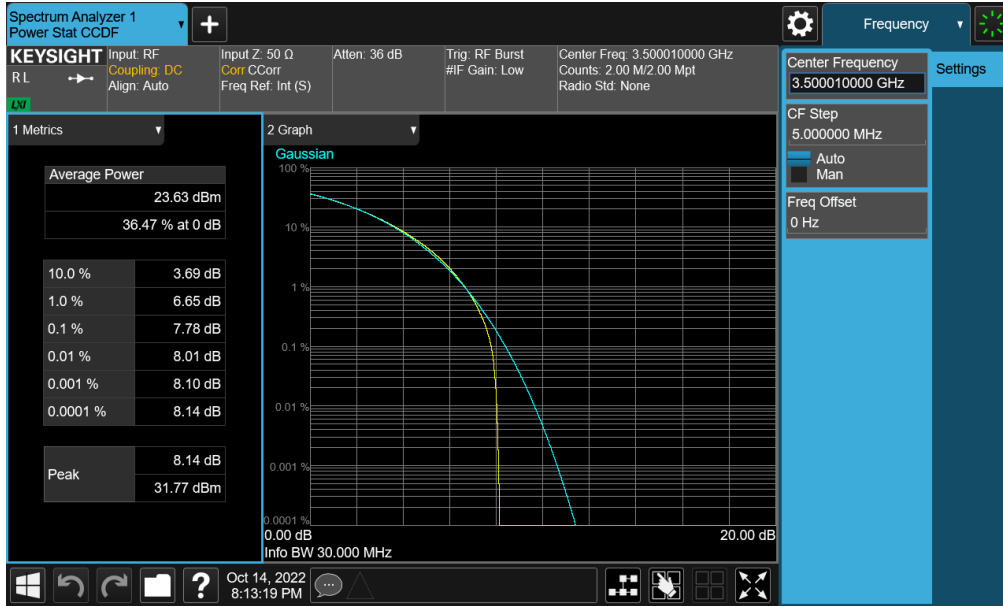 Spectrum Analyzer 1
Power Stat CCDF
Frequency
KEYSIGHT
R L
LXI
Input: RF
Coupling: DC
Align: Auto
Input Z: 50 Ω
Corr CCorr
Freq Ref: Int (S)
Atten: 36 dB
Trig: RF Burst
#IF Gain: Low
Center Freq: 3.500010000 GHz
Counts: 2.00 M/2.00 Mpt
Radio Std: None
Center Frequency
3.500010000 GHz
Settings
CF Step
5.000000 MHz
Auto
Man
Freq Offset
0 Hz
1 Metrics
Average Power
23.63 dBm
36.47 % at 0 dB
10.0 % 3.69 dB
1.0 % 6.65 dB
0.1 % 7.78 dB
0.01 % 8.01 dB
0.001 % 8.10 dB
0.0001 % 8.14 dB
Peak 8.14 dB
31.77 dBm
2 Graph
Gaussian
100 %
10 %
1 %
0.1 %
0.01 %
0.001 %
0.0001 %
0.00 dB 20.00 dB
Info BW 30.000 MHz
?
Oct 14, 2022
8:13:19 PM